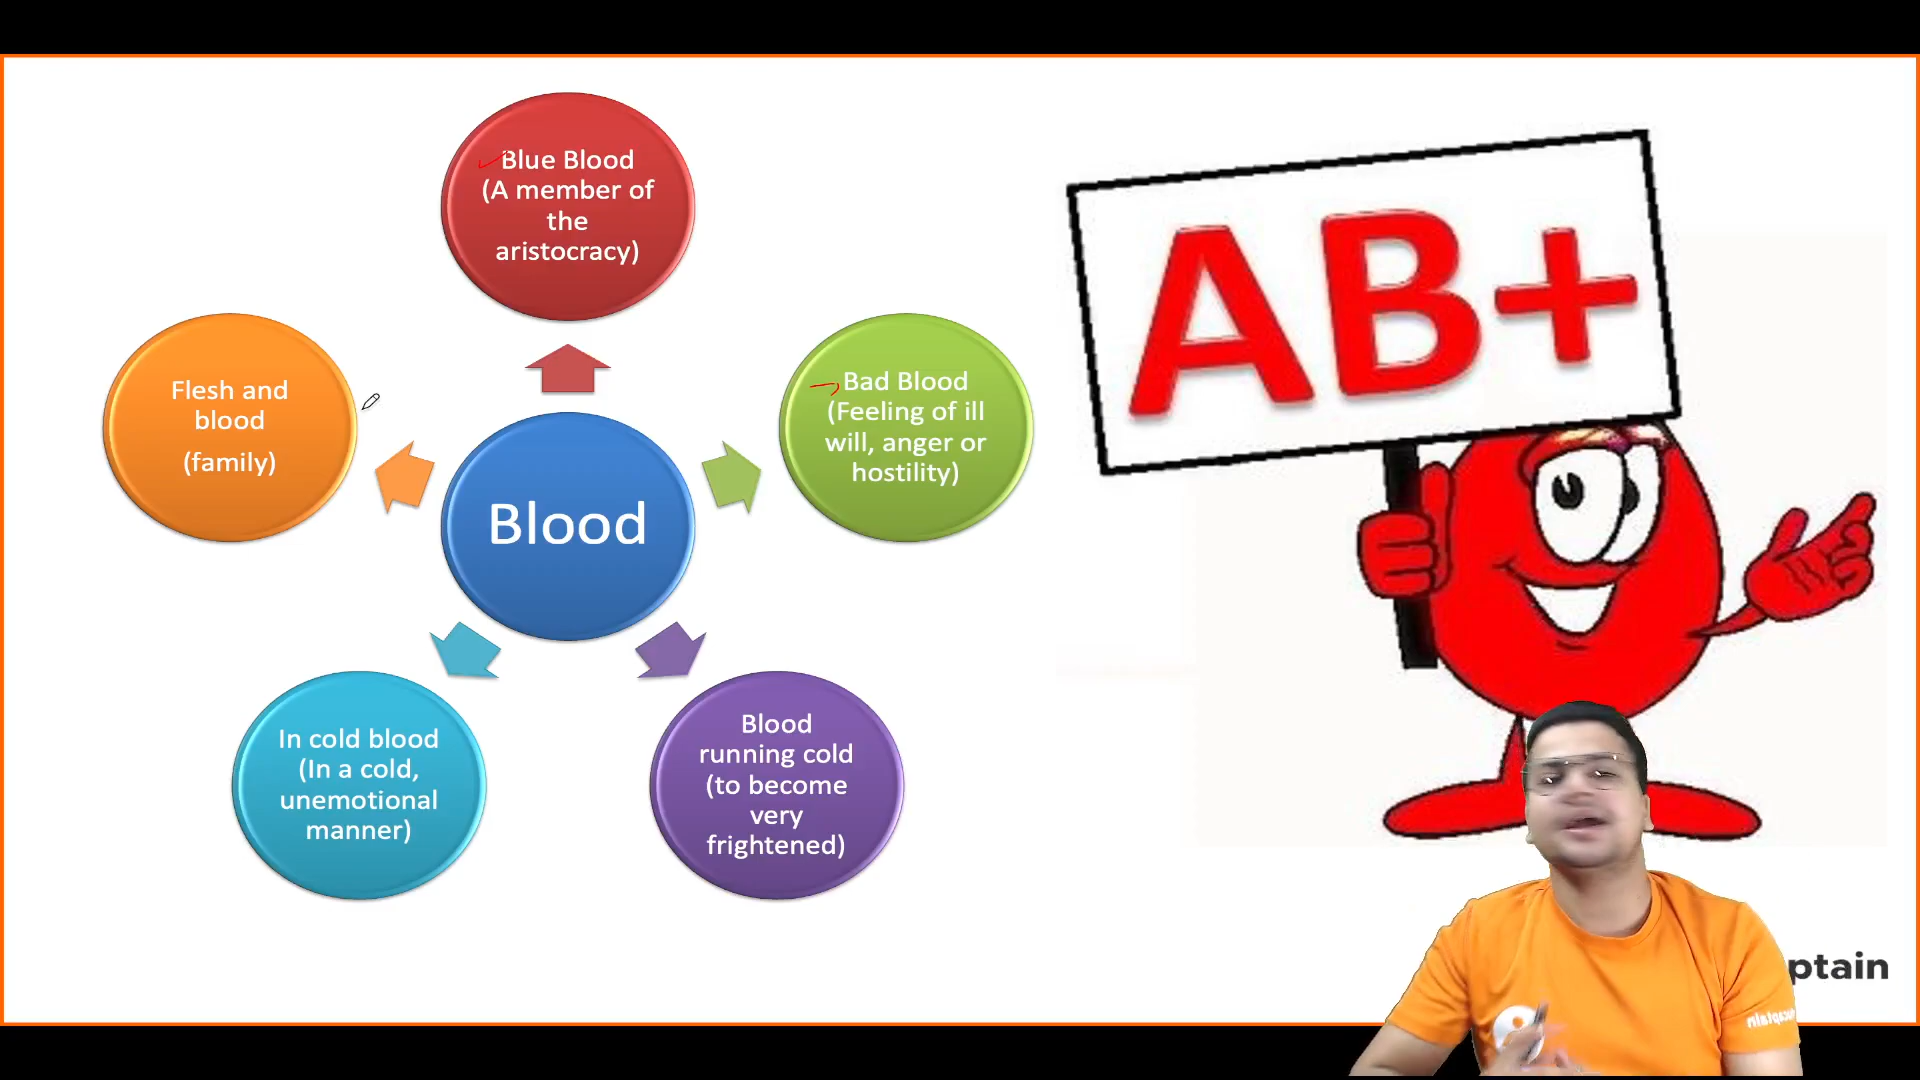 Blue Blood
(A member of
the
aristocracy)
Flesh and
blood
(family)
Bad Blood
(Feeling of ill
will, anger or
hostility)
Blood
In cold blood
(In a cold,
unemotional
manner)
Blood
running cold
(to become
very
frightened)
AB+
ptain